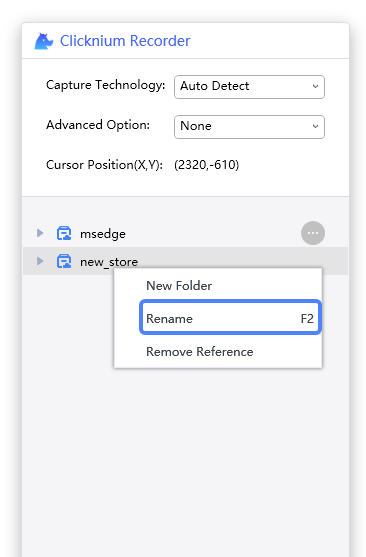 Clicknium Recorder
Capture Technology: Auto Detect
Advanced Option: None
Cursor Position(X,Y): (2320,-610)
msedge
new_store
New Folder
Rename F2
Remove Reference